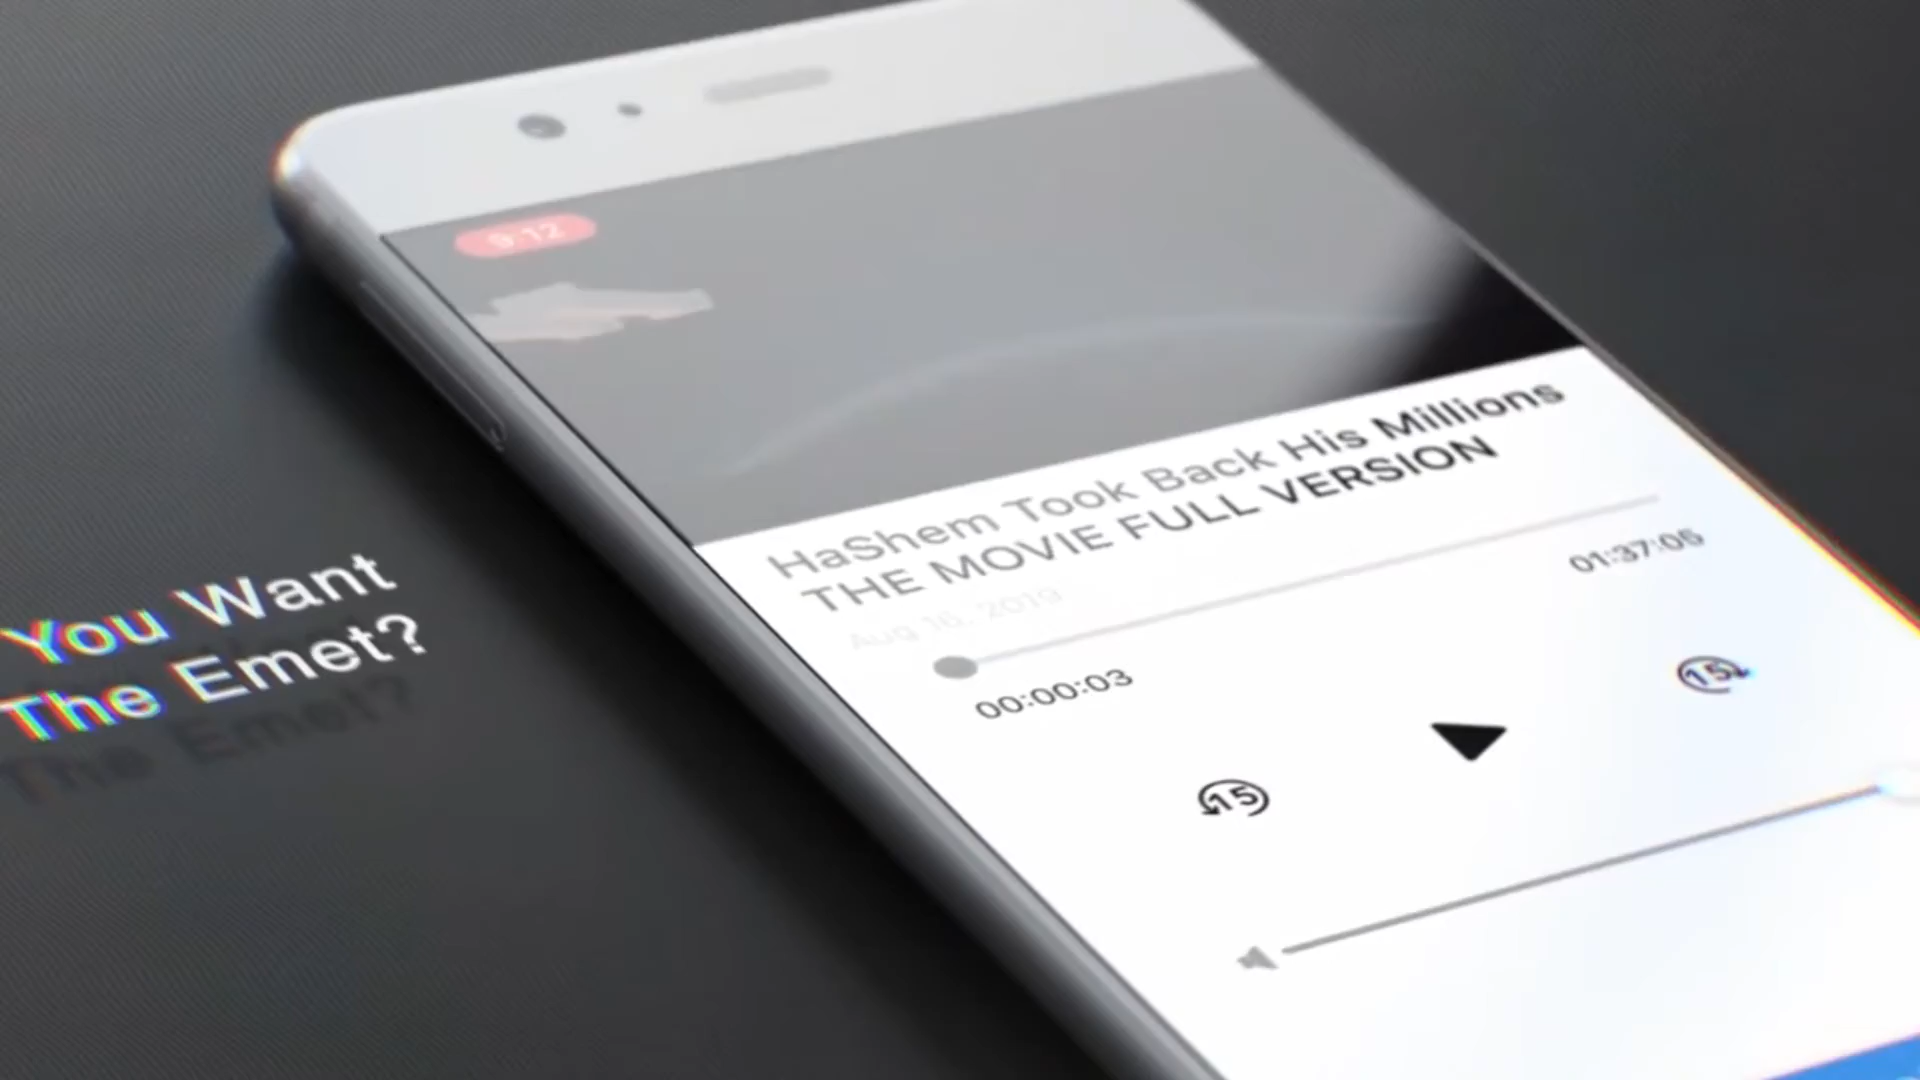 You Want
The Emet?
9:12
HaShem Took Back His Millions
THE MOVIE FULL VERSION
Aug 16, 2019
00:00:03
01:37:05
15
15